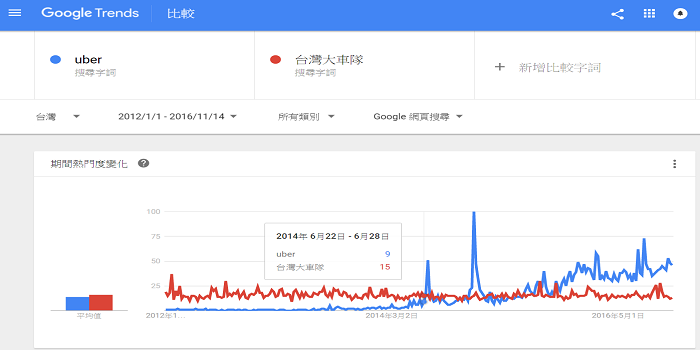 Google Trends 比較
uber
搜尋字詞
台灣大車隊
搜尋字詞
+ 新增比較字詞
台灣
2012/1/1 - 2016/11/14
所有類別
Google 網頁搜尋
期間熱門度變化
100
75
50
25
2014年 6月22日 - 6月28日
uber 9
台灣大車隊 15
平均值
2012年1...
2014年3月2日
2016年5月1日